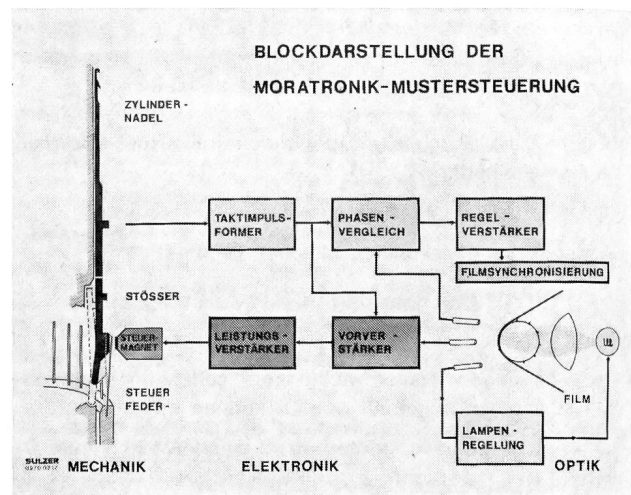 BLOCKDARSTELLUNG DER
MORATRONIK-MUSTERSTEUERUNG
ZYLINDER -
NADEL
TAKTIMPULS-
FORMER
PHASEN -
VERGLEICH
REGEL -
VERSTÄRKER
FILMSYNCHRONISIERUNG
STÖSSER
STEUER-
MAGNET
LEISTUNGS -
VERSTÄRKER
VORVER -
STÄRKER
STEUER
FEDER -
FILM
LAMPEN -
REGELUNG
SULZER
MECHANIK
ELEKTRONIK
OPTIK